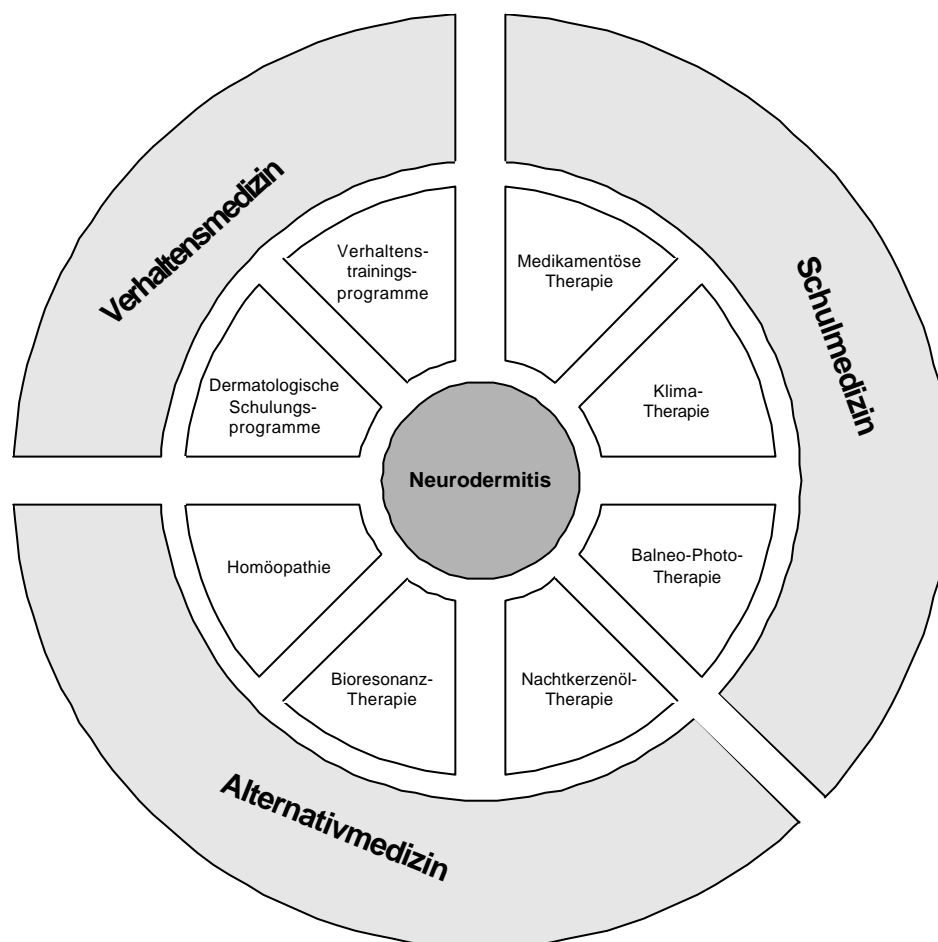 Verhaltensmedizin
Schulmedizin
Verhaltens-
trainings-
programme
Medikamentöse
Therapie
Dermatologische
Schulungs-
programme
Klima-
Therapie
Neurodermitis
Homöopathie
Balneo-Photo-
Therapie
Bioresonanz-
Therapie
Nachtkerzenöl-
Therapie
Alternativmedizin